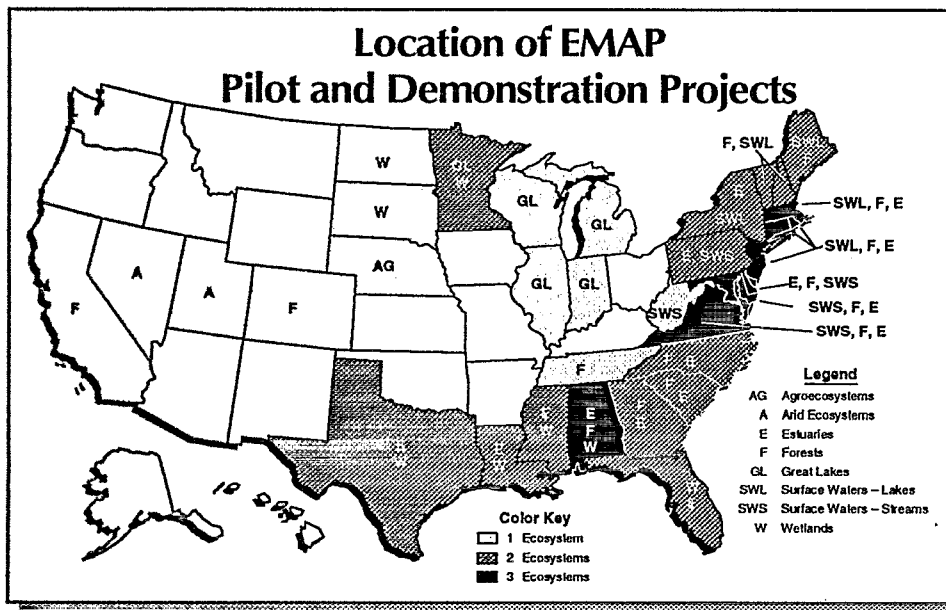 Location of EMAP
Pilot and Demonstration Projects
F, SWL
SWL, F, E
SWL, F, E
E, F, SWS
SWS, F, E
SWS, F, E
W
W
AG
A
A
F
F
GL
GL
GL
GL
SWS
F
E
F
W
Legend
AG Agroecosystems
A Arid Ecosystems
E Estuaries
F Forests
GL Great Lakes
SWL Surface Waters – Lakes
SWS Surface Waters – Streams
W Wetlands
Color Key
1 Ecosystem
2 Ecosystems
3 Ecosystems